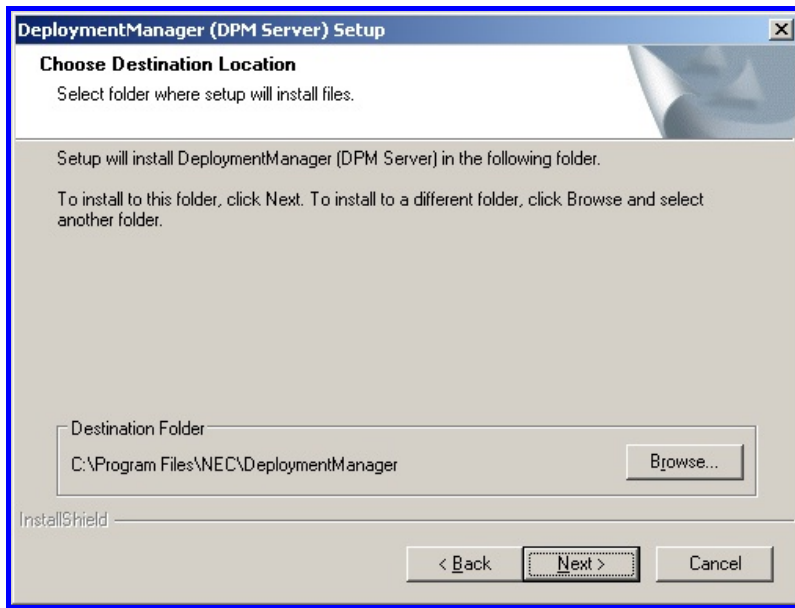 DeploymentManager (DPM Server) Setup
Choose Destination Location
Select folder where setup will install files.
Setup will install DeploymentManager (DPM Server) in the following folder.
To install to this folder, click Next. To install to a different folder, click Browse and select
another folder.
Destination Folder
C:\Program Files\NEC\DeploymentManager
Browse...
InstallShield
< Back
Next >
Cancel